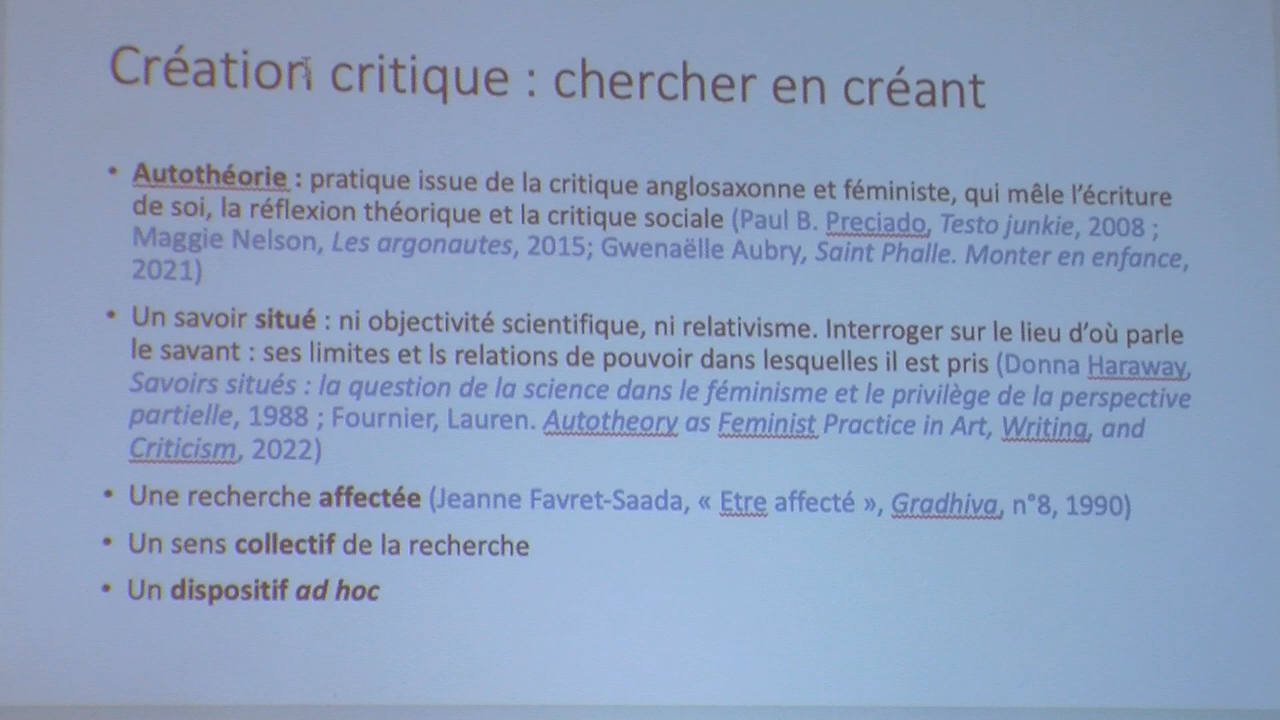 Création critique : chercher en créant
• Autothéorie : pratique issue de la critique anglosaxonne et féministe, qui mêle l'écriture
de soi, la réflexion théorique et la critique sociale (Paul B. Preciado, Testo junkie, 2008 ;
Maggie Nelson, Les argonautes, 2015; Gwenaëlle Aubry, Saint Phalle. Monter en enfance,
2021)
• Un savoir situé : ni objectivité scientifique, ni relativisme. Interroger sur le lieu d'où parle
le savant : ses limites et ls relations de pouvoir dans lesquelles il est pris (Donna Haraway,
Savoirs situés : la question de la science dans le féminisme et le privilège de la perspective
partielle, 1988 ; Fournier, Lauren. Autotheory as Feminist Practice in Art, Writing, and
Criticism, 2022)
• Une recherche affectée (Jeanne Favret-Saada, « Etre affecté », Gradhiva, n°8, 1990)
• Un sens collectif de la recherche
• Un dispositif ad hoc